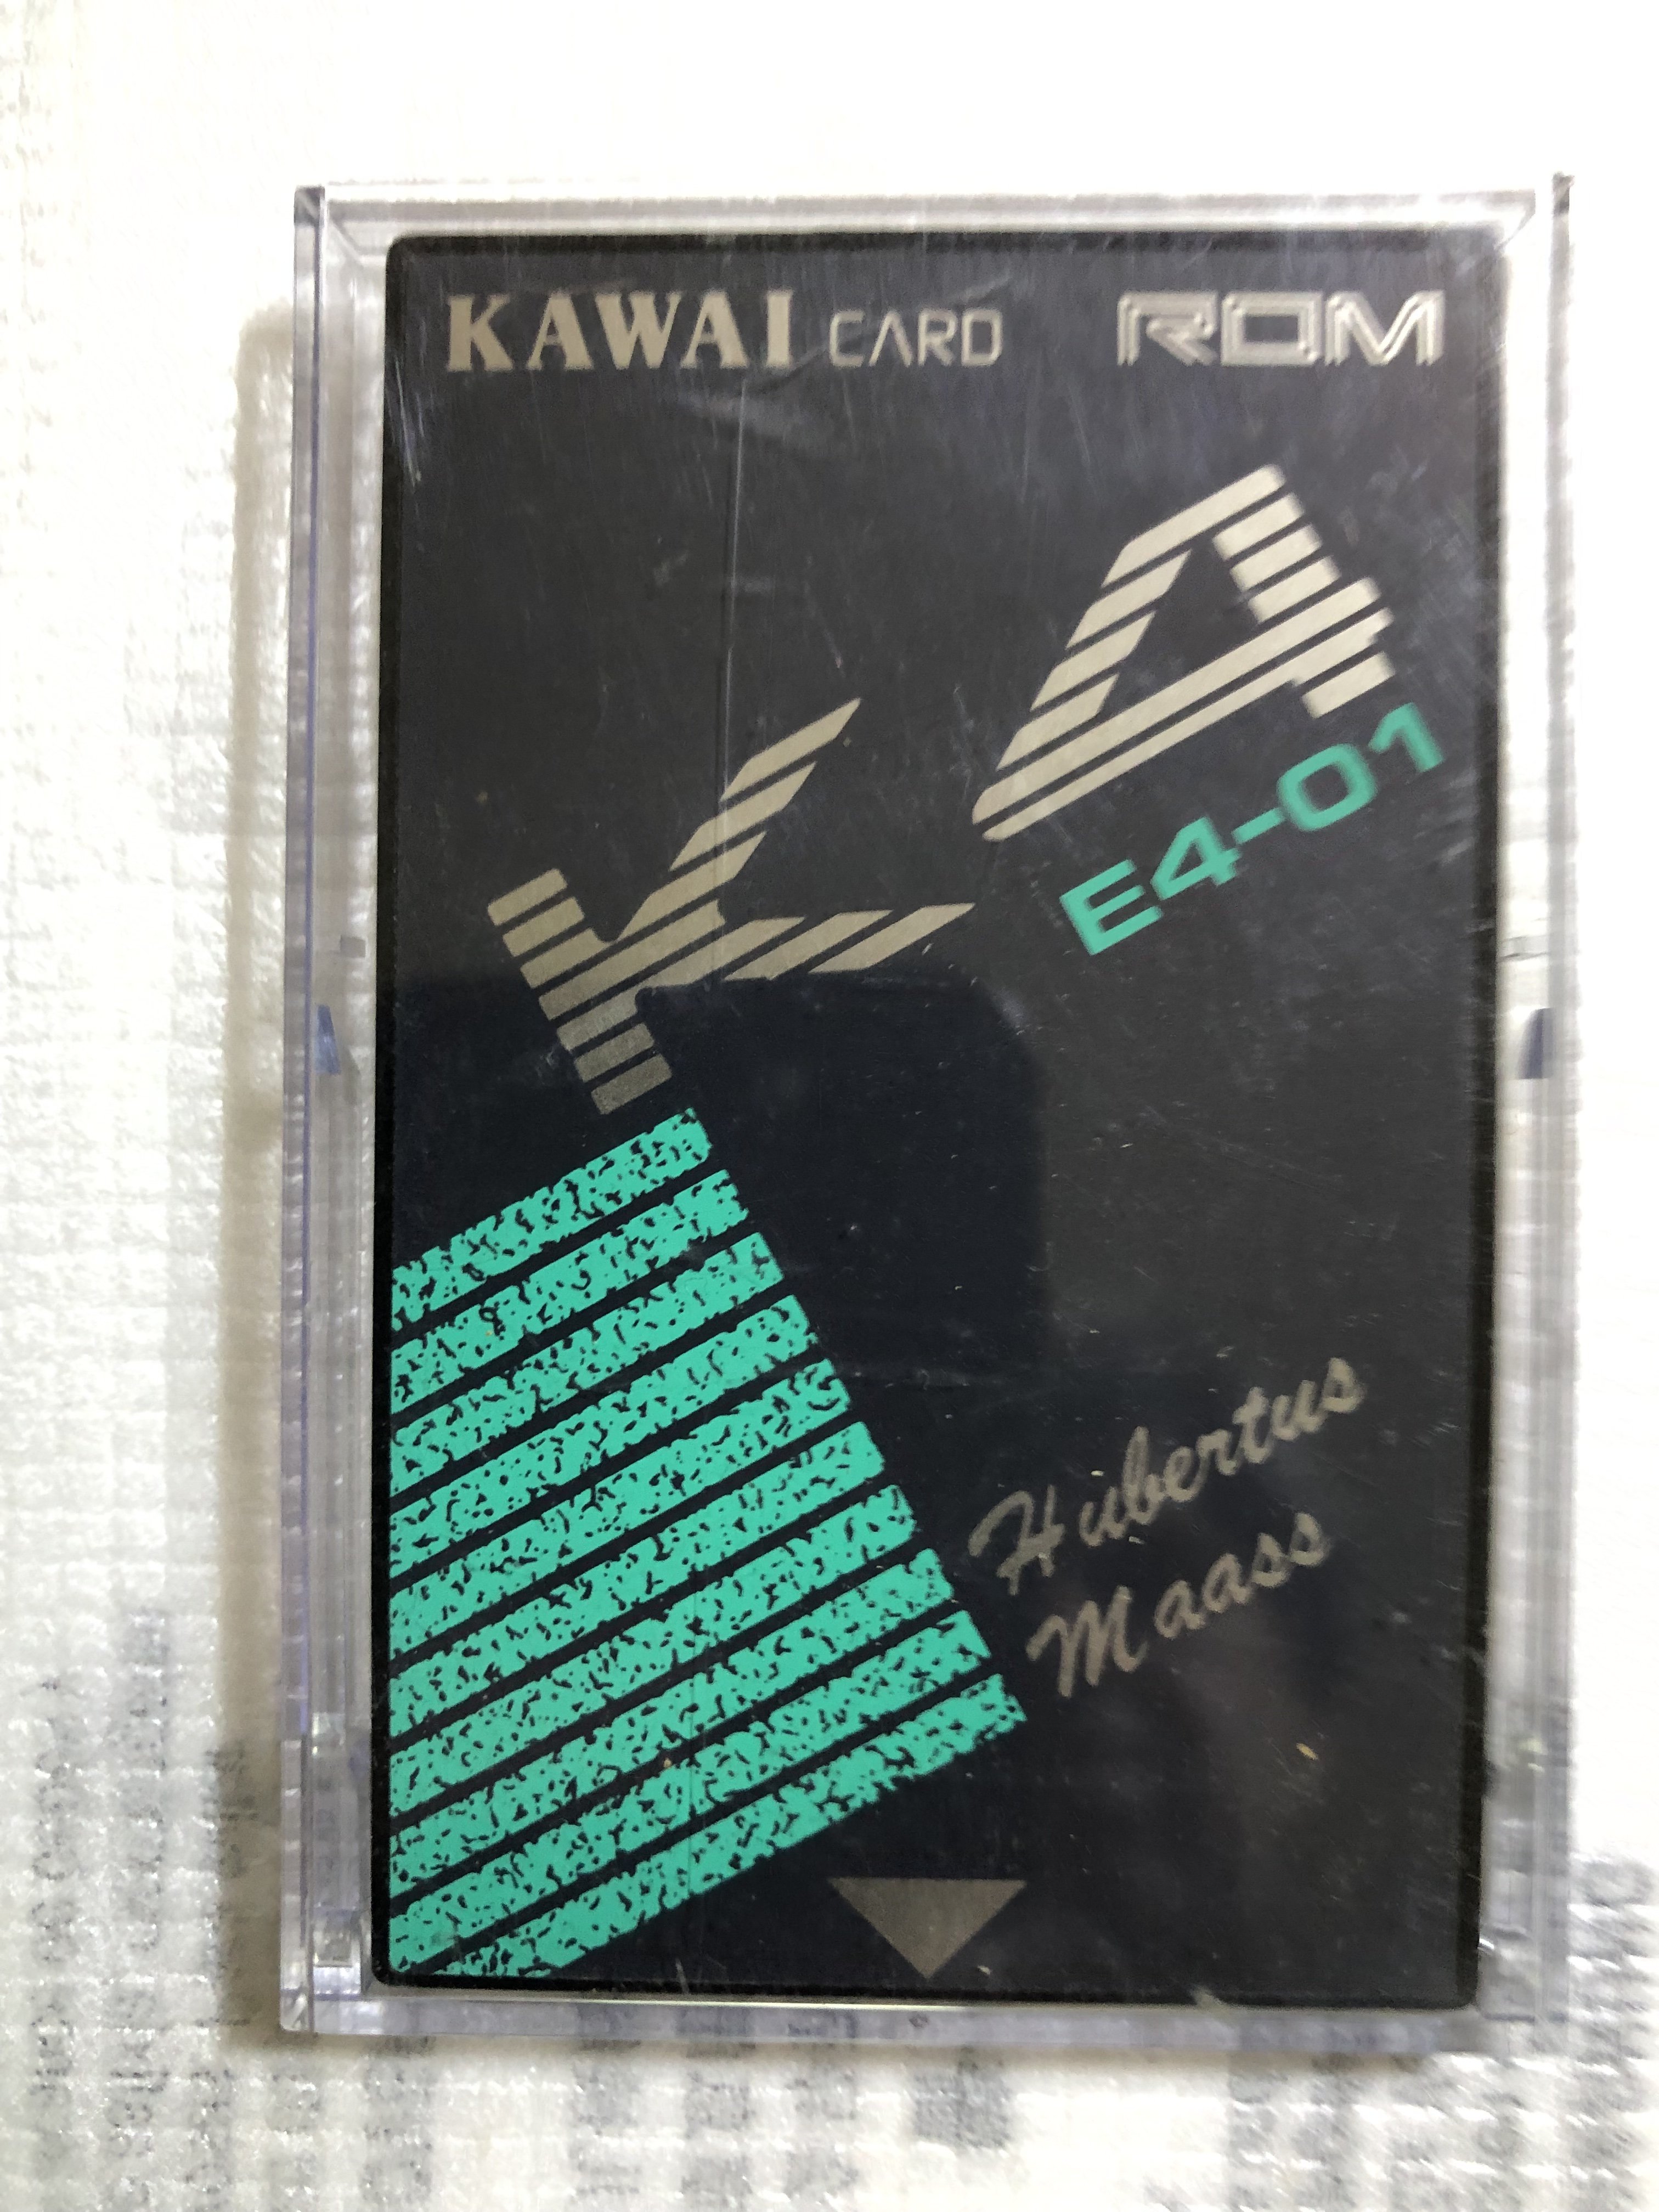 KAWAI CARD ROM
K4
E4-01
Hubertus
Maass